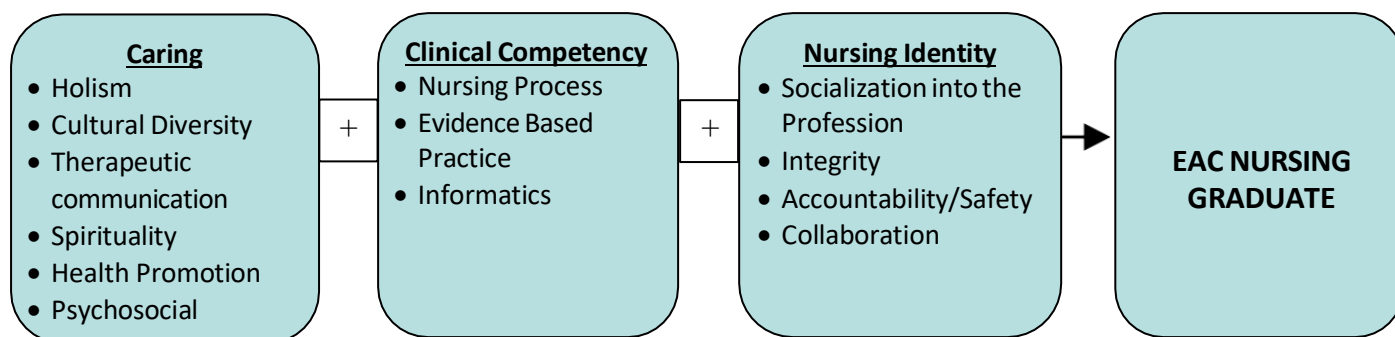 Caring
• Holism
• Cultural Diversity
• Therapeutic
communication
• Spirituality
• Health Promotion
• Psychosocial
+
Clinical Competency
• Nursing Process
• Evidence Based
Practice
• Informatics
+
Nursing Identity
• Socialization into the
Profession
• Integrity
• Accountability/Safety
• Collaboration
EAC NURSING
GRADUATE